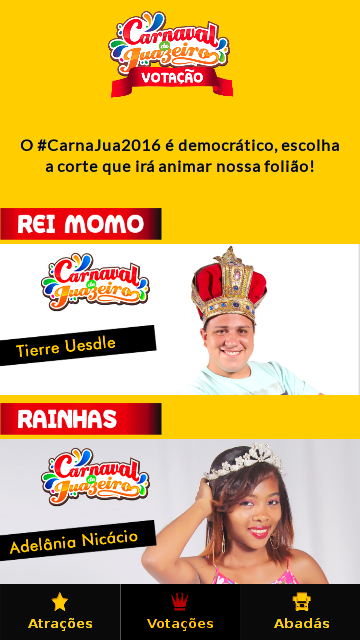 Carnaval
de
Juazeiro
VOTAÇÃO
O #CarnaJua2016 é democrático, escolha
a corte que irá animar nossa folião!
REI MOMO
Carnaval
de
Juazeiro
Tierre Uesdle
RAINHAS
Carnaval
de
Juazeiro
Adelânia Nicácio
Atrações
Votações
Abadás